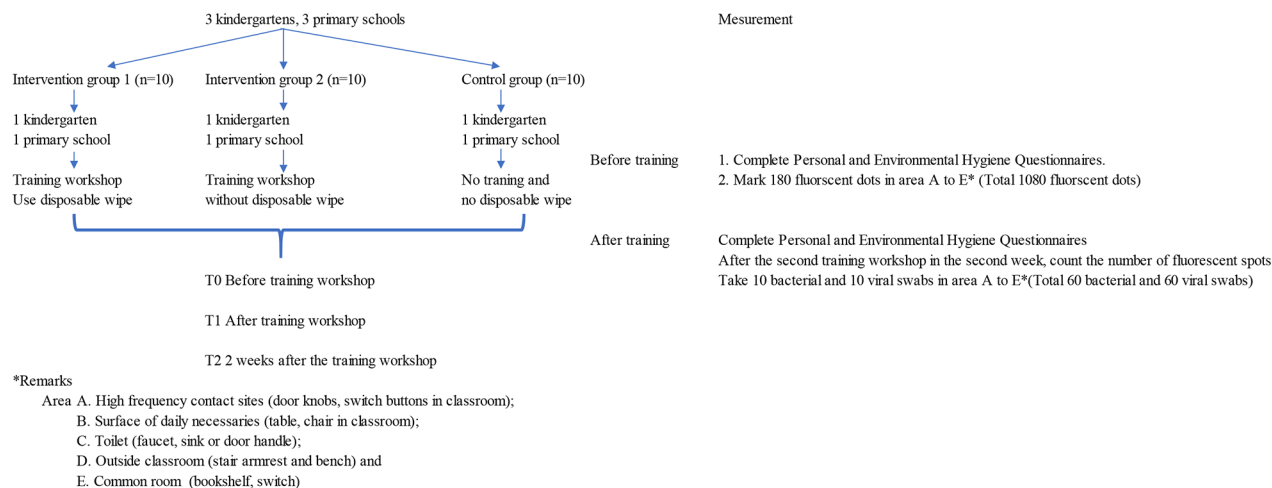 3 kindergartens, 3 primary schools
Mesurement
Intervention group 1 (n=10)
Intervention group 2 (n=10)
Control group (n=10)
1 kindergarten
1 primary school
1 knidergarten
1 primary school
1 kindergarten
1 primary school
Training workshop
Use disposable wipe
Training workshop
without disposable wipe
No traning and
no disposable wipe
Before training
1. Complete Personal and Environmental Hygiene Questionnaires.
2. Mark 180 fluorscent dots in area A to E* (Total 1080 fluorscent dots)
After training
Complete Personal and Environmental Hygiene Questionnaires
After the second training workshop in the second week, count the number of fluorescent spots
Take 10 bacterial and 10 viral swabs in area A to E*(Total 60 bacterial and 60 viral swabs)
T0 Before training workshop
T1 After training workshop
T2 2 weeks after the training workshop
*Remarks
Area A. High frequency contact sites (door knobs, switch buttons in classroom);
B. Surface of daily necessaries (table, chair in classroom);
C. Toilet (faucet, sink or door handle);
D. Outside classroom (stair armrest and bench) and
E. Common room (bookshelf, switch)